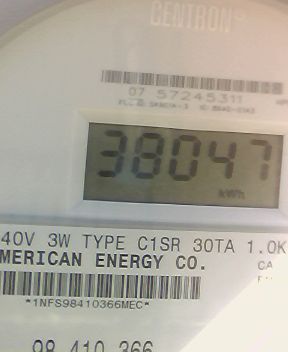 CENTRON®
07 57245311
38047
kWh
40V 3W TYPE C1SR 30TA 1.0K
MERICAN ENERGY CO.
CA
*1NFS98410366MEC*
98 410 366